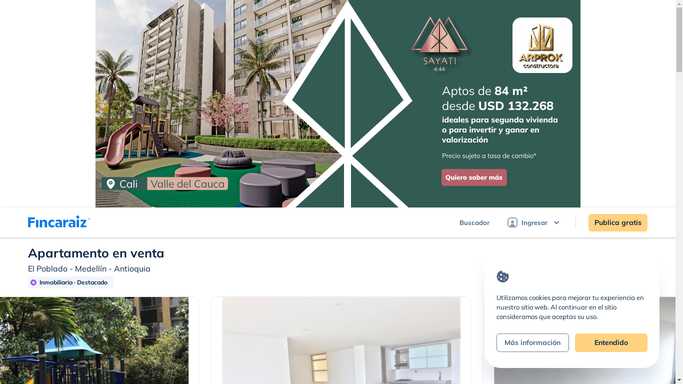 SAYATI
4:44
ARPROK
constructora
Aptos de 84 m²
desde USD 132.268
ideales para segunda vivienda
o para invertir y ganar en
valorización
Precio sujeto a tasa de cambio*
Quiero saber más
Cali Valle del Cauca
Fincaraiz
Buscador Ingresar Publica gratis
Apartamento en venta
El Poblado - Medellín - Antioquia
Inmobiliaria · Destacado
Utilizamos cookies para mejorar tu experiencia en
nuestro sitio web. Al continuar en el sitio
consideramos que aceptas su uso.
Más información Entendido